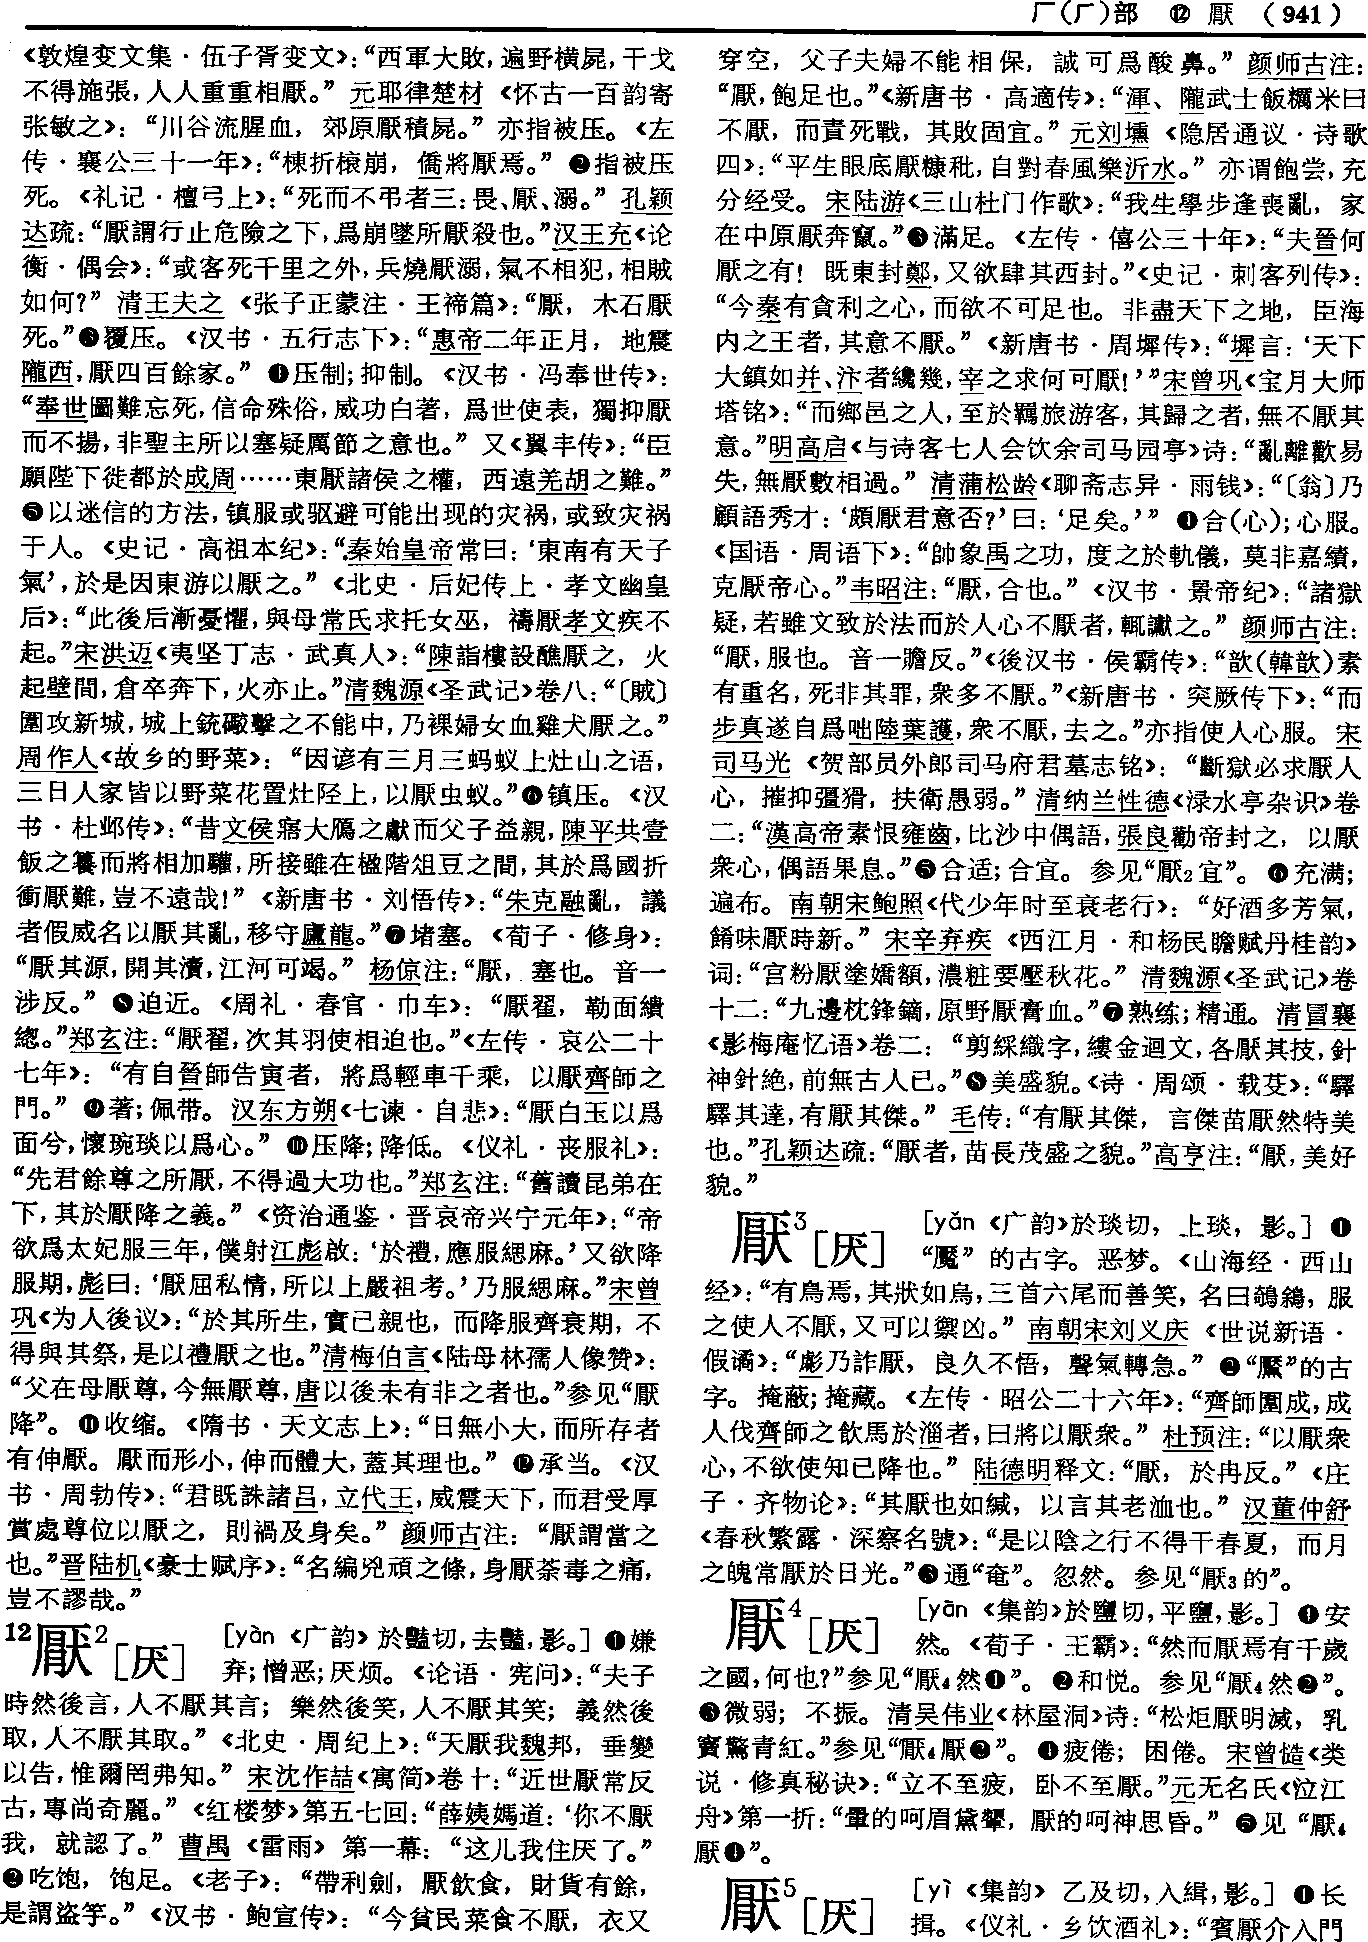 厂(厂)部 ⑫ 厭 (941)
《敦煌变文集·伍子胥变文》:“西軍大敗,遍野横屍,干戈
不得施張,人人重重相厭。” 元耶律楚材《怀古一百韵寄
张敏之》:“川谷流腥血，郊原厭積屍。”亦指被压。《左
传·襄公三十一年》:“棟折榱崩，僑將厭焉。” ❷指被压
死。《礼记·檀弓上》:“死而不弔者三:畏、厭、溺。” 孔颖
达疏:“厭謂行止危險之下,爲崩墜所厭殺也。”汉王充《论
衡·偶会》:“或客死千里之外,兵燒厭溺,氣不相犯,相賊
如何?” 清王夫之《张子正蒙注·王禘篇》:“厭，木石厭
死。”❸覆压。《汉书·五行志下》:“惠帝二年正月，地震
隴西,厭四百餘家。” ❹压制;抑制。《汉书·冯奉世传》:
“奉世圖難忘死,信命殊俗,威功白著，爲世使表，獨抑厭
而不揚,非聖主所以塞疑厲節之意也。” 又《翼丰传》:“臣
願陛下徙都於成周……東厭諸侯之權，西遠羌胡之難。”
❺以迷信的方法,镇服或驱避可能出现的灾祸,或致灾祸
于人。《史记·高祖本纪》:“秦始皇帝常曰:‘東南有天子
氣’,於是因東游以厭之。”《北史·后妃传上·孝文幽皇
后》:“此後后漸憂懼,與母常氏求托女巫，禱厭孝文疾不
起。”宋洪迈《夷坚丁志·武真人》:“陳詣樓設醮厭之，火
起壁間,倉卒奔下,火亦止。”清魏源《圣武记》卷八:“〔賊〕
圍攻新城,城上銃礮擊之不能中,乃裸婦女血雞犬厭之。”
周作人《故乡的野菜》:“因谚有三月三蚂蚁上灶山之语，
三日人家皆以野菜花置灶陉上,以厭虫蚁。”❻镇压。《汉
书·杜邺传》:“昔文侯寤大鴈之獻而父子益親,陳平共壹
飯之籑而將相加驩,所接雖在楹階俎豆之間,其於爲國折
衝厭難,豈不遠哉!”《新唐书·刘悟传》:“朱克融亂，議
者假威名以厭其亂,移守盧龍。”❼堵塞。《荀子·修身》:
“厭其源,開其瀆,江河可竭。” 杨倞注:“厭，塞也。音一
涉反。” ❽迫近。《周礼·春官·巾车》:“厭翟，勒面繢
總。”郑玄注:“厭翟,次其羽使相迫也。”《左传·哀公二十
七年》:“有自晉師告寅者，將爲輕車千乘，以厭齊師之
門。” ❾著;佩带。汉东方朔《七谏·自悲》:“厭白玉以爲
面兮,懷琬琰以爲心。” ❿压降;降低。《仪礼·丧服礼》:
“先君餘尊之所厭,不得過大功也。”郑玄注:“舊讀昆弟在
下,其於厭降之義。”《资治通鉴·晋哀帝兴宁元年》:“帝
欲爲太妃服三年,僕射江彪啟:‘於禮,應服緦麻。’又欲降
服期,彪曰:‘厭屈私情,所以上嚴祖考。’乃服緦麻。”宋曾
巩《为人後议》:“於其所生,實已親也，而降服齊衰期，不
得與其祭,是以禮厭之也。”清梅伯言《陆母林孺人像赞》:
“父在母厭尊,今無厭尊,唐以後未有非之者也。”参见“厭
降”。⓫收缩。《隋书·天文志上》:“日無小大,而所存者
有伸厭。厭而形小,伸而體大,蓋其理也。” ⓬承当。《汉
书·周勃传》:“君既誅諸吕,立代王,威震天下,而君受厚
賞處尊位以厭之，則禍及身矣。” 颜师古注:“厭謂當之
也。”晋陆机《豪士赋序》:“名編兇頑之條,身厭荼毒之痛,
豈不謬哉。”
12厭2[厌] [yàn《广韵》於豔切,去豔,影。] ❶嫌
弃;憎恶;厌烦。《论语·宪问》:“夫子
時然後言,人不厭其言;樂然後笑,人不厭其笑;義然後
取,人不厭其取。”《北史·周纪上》:“天厭我魏邦，垂變
以告,惟爾罔弗知。”宋沈作喆《寓简》卷十:“近世厭常反
古,專尚奇麗。”《红楼梦》第五七回:“薛姨媽道:‘你不厭
我，就認了。’” 曹禺《雷雨》第一幕:“这儿我住厌了。”
❷吃饱，饱足。《老子》:“帶利劍，厭飲食，財貨有餘,
是謂盜竽。”《汉书·鲍宣传》:“今貧民菜食不厭，衣又
穿空，父子夫婦不能相保，誠可爲酸鼻。” 颜师古注:
“厭,飽足也。”《新唐书·高適传》:“渾、隴武士飯糲米日
不厭，而責死戰，其敗固宜。”元刘壎《隐居通议·诗歌
四》:“平生眼底厭糠秕,自對春風樂沂水。”亦谓飽尝,充
分经受。宋陆游《三山杜门作歌》:“我生學步逢喪亂，家
在中原厭奔竄。”❸滿足。《左传·僖公三十年》:“夫晉何
厭之有! 既東封鄭,又欲肆其西封。”《史记·刺客列传》:
“今秦有貪利之心,而欲不可足也。非盡天下之地，臣海
内之王者,其意不厭。”《新唐书·周墀传》:“墀言:‘天下
大鎮如并、汴者纔幾,宰之求何可厭!’”宋曾巩《宝月大师
塔铭》:“而鄉邑之人,至於羈旅游客,其歸之者,無不厭其
意。”明高启《与诗客七人会饮余司马园亭》诗:“亂離歡易
失,無厭數相過。” 清蒲松龄《聊斋志异·雨钱》:“〔翁〕乃
顧語秀才:‘頗厭君意否?’曰:‘足矣。’” ❹合(心);心服。
《国语·周语下》:“帥象禹之功，度之於軌儀，莫非嘉績,
克厭帝心。”韦昭注:“厭,合也。”《汉书·景帝纪》:“諸獄
疑,若雖文致於法而於人心不厭者,輒讞之。” 颜师古注:
“厭,服也。音一贍反。”《後汉书·侯霸传》:“歆(韓歆)素
有重名,死非其罪,衆多不厭。”《新唐书·突厥传下》:“而
步真遂自爲咄陸葉護,衆不厭,去之。”亦指使人心服。宋
司马光《贺部员外郎司马府君墓志铭》:“斷獄必求厭人
心，摧抑彊猾，扶衛愚弱。” 清纳兰性德《渌水亭杂识》卷
二:“漢高帝素恨雍齒,比沙中偶語,張良勸帝封之，以厭
衆心,偶語果息。”❺合适;合宜。参见“厭2宜”。❻充满;
遍布。南朝宋鲍照《代少年时至衰老行》:“好酒多芳氣，
餚味厭時新。” 宋辛弃疾《西江月·和杨民瞻赋丹桂韵》
词:“宫粉厭塗嬌額,濃粧要壓秋花。” 清魏源《圣武记》卷
十二:“九邊枕鋒鏑,原野厭膏血。”❼熟练;精通。清冒襄
《影梅庵忆语》卷二:“剪綵織字,縷金迴文,各厭其技,針
神針絶,前無古人已。”❽美盛貌。《诗·周颂·载芟》:“驛
驛其達,有厭其傑。” 毛传:“有厭其傑，言傑苗厭然特美
也。”孔颖达疏:“厭者,苗長茂盛之貌。”高亨注:“厭,美好
貌。”
厭3[厌] [yǎn《广韵》於琰切，上琰，影。] ❶
“魘”的古字。恶梦。《山海经·西山
经》:“有鳥焉,其狀如烏,三首六尾而善笑，名曰鵸䳜，服
之使人不厭,又可以禦凶。” 南朝宋刘义庆《世说新语·
假谲》:“彪乃詐厭，良久不悟，聲氣轉急。” ❷“黶”的古
字。掩蔽;掩藏。《左传·昭公二十六年》:“齊師圍成,成
人伐齊師之飲馬於淄者,曰將以厭衆。” 杜预注:“以厭衆
心,不欲使知已降也。” 陆德明释文:“厭，於冉反。”《庄
子·齐物论》:“其厭也如緘，以言其老洫也。” 汉董仲舒
《春秋繁露·深察名號》:“是以陰之行不得干春夏，而月
之魄常厭於日光。”❸通“奄”。忽然。参见“厭3的”。
厭4[厌] [yān《集韵》於鹽切,平鹽,影。] ❶安
然。《荀子·王霸》:“然而厭焉有千歲
之國,何也?”参见“厭4然❶”。❷和悦。参见“厭4然❷”。
❸微弱；不振。清吴伟业《林屋洞》诗:“松炬厭明滅，乳
竇驚青紅。”参见“厭4厭❷”。❹疲倦；困倦。宋曾慥《类
说·修真秘诀》:“立不至疲，卧不至厭。”元无名氏《泣江
舟》第一折:“暈的呵眉黛顰，厭的呵神思昏。” ❺见“厭4
厭❶”。
厭5[厌] [yì《集韵》乙及切,入緝,影。] ❶长
揖。《仪礼·乡饮酒礼》:“賓厭介入門